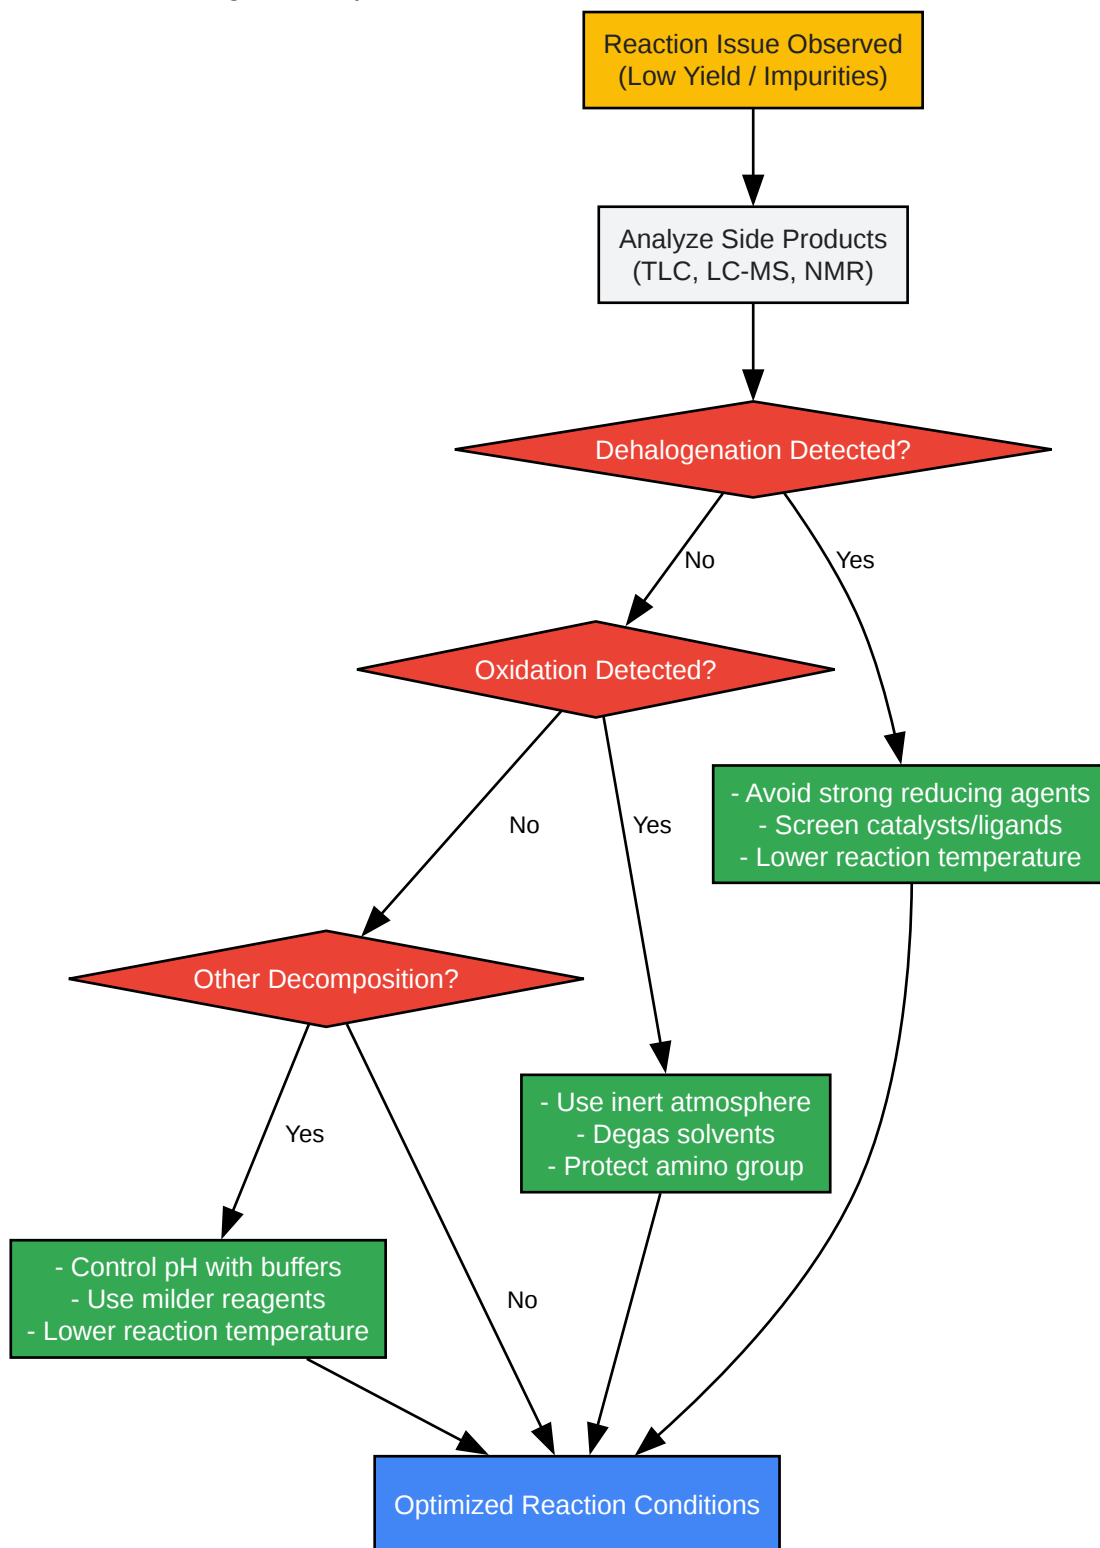 Reaction Issue Observed
(Low Yield / Impurities)
Analyze Side Products
(TLC, LC-MS, NMR)
Dehalogenation Detected?
No
Yes
Oxidation Detected?
- Avoid strong reducing agents
- Screen catalysts/ligands
- Lower reaction temperature
No
Yes
Other Decomposition?
- Use inert atmosphere
- Degas solvents
- Protect amino group
Yes
- Control pH with buffers
- Use milder reagents
- Lower reaction temperature
No
Optimized Reaction Conditions